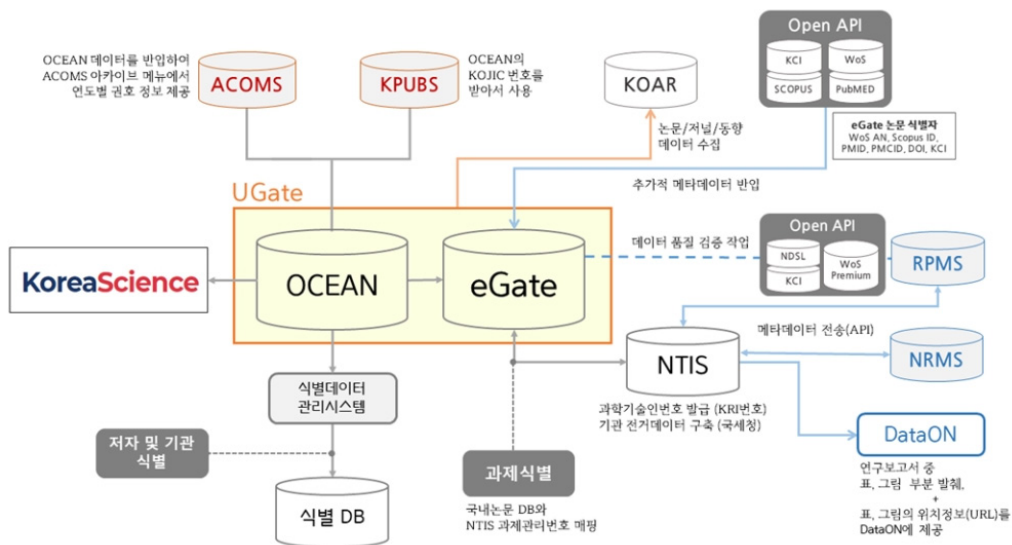 OCEAN 데이터를 반입하여
ACOMS 아카이브 메뉴에서
연도별 권호 정보 제공
ACOMS
KPUBS
OCEAN의
KOJIC 번호를
받아서 사용
KOAR
Open API
KCI
WoS
SCOPUS
PubMED
논문/저널/동향
데이터 수집
eGate 논문 식별자
WoS AN, Scopus ID,
PMID, PMCID, DOI, KCI
추가적 메타데이터 반입
UGate
OCEAN
eGate
KoreaScience
데이터 품질 검증 작업
Open API
NDSL
KCI
WoS
Premium
RPMS
메타데이터 전송(API)
NTIS
NRMS
과학기술인번호 발급 (KRI번호)
기관 전거데이터 구축 (국세청)
식별데이터
관리시스템
저자 및 기관
식별
식별 DB
과제식별
국내논문 DB와
NTIS 과제관리번호 매핑
DataON
연구보고서 중
표, 그림 부분 발췌,
+
표, 그림의 위치정보(URL)를
DataON에 제공